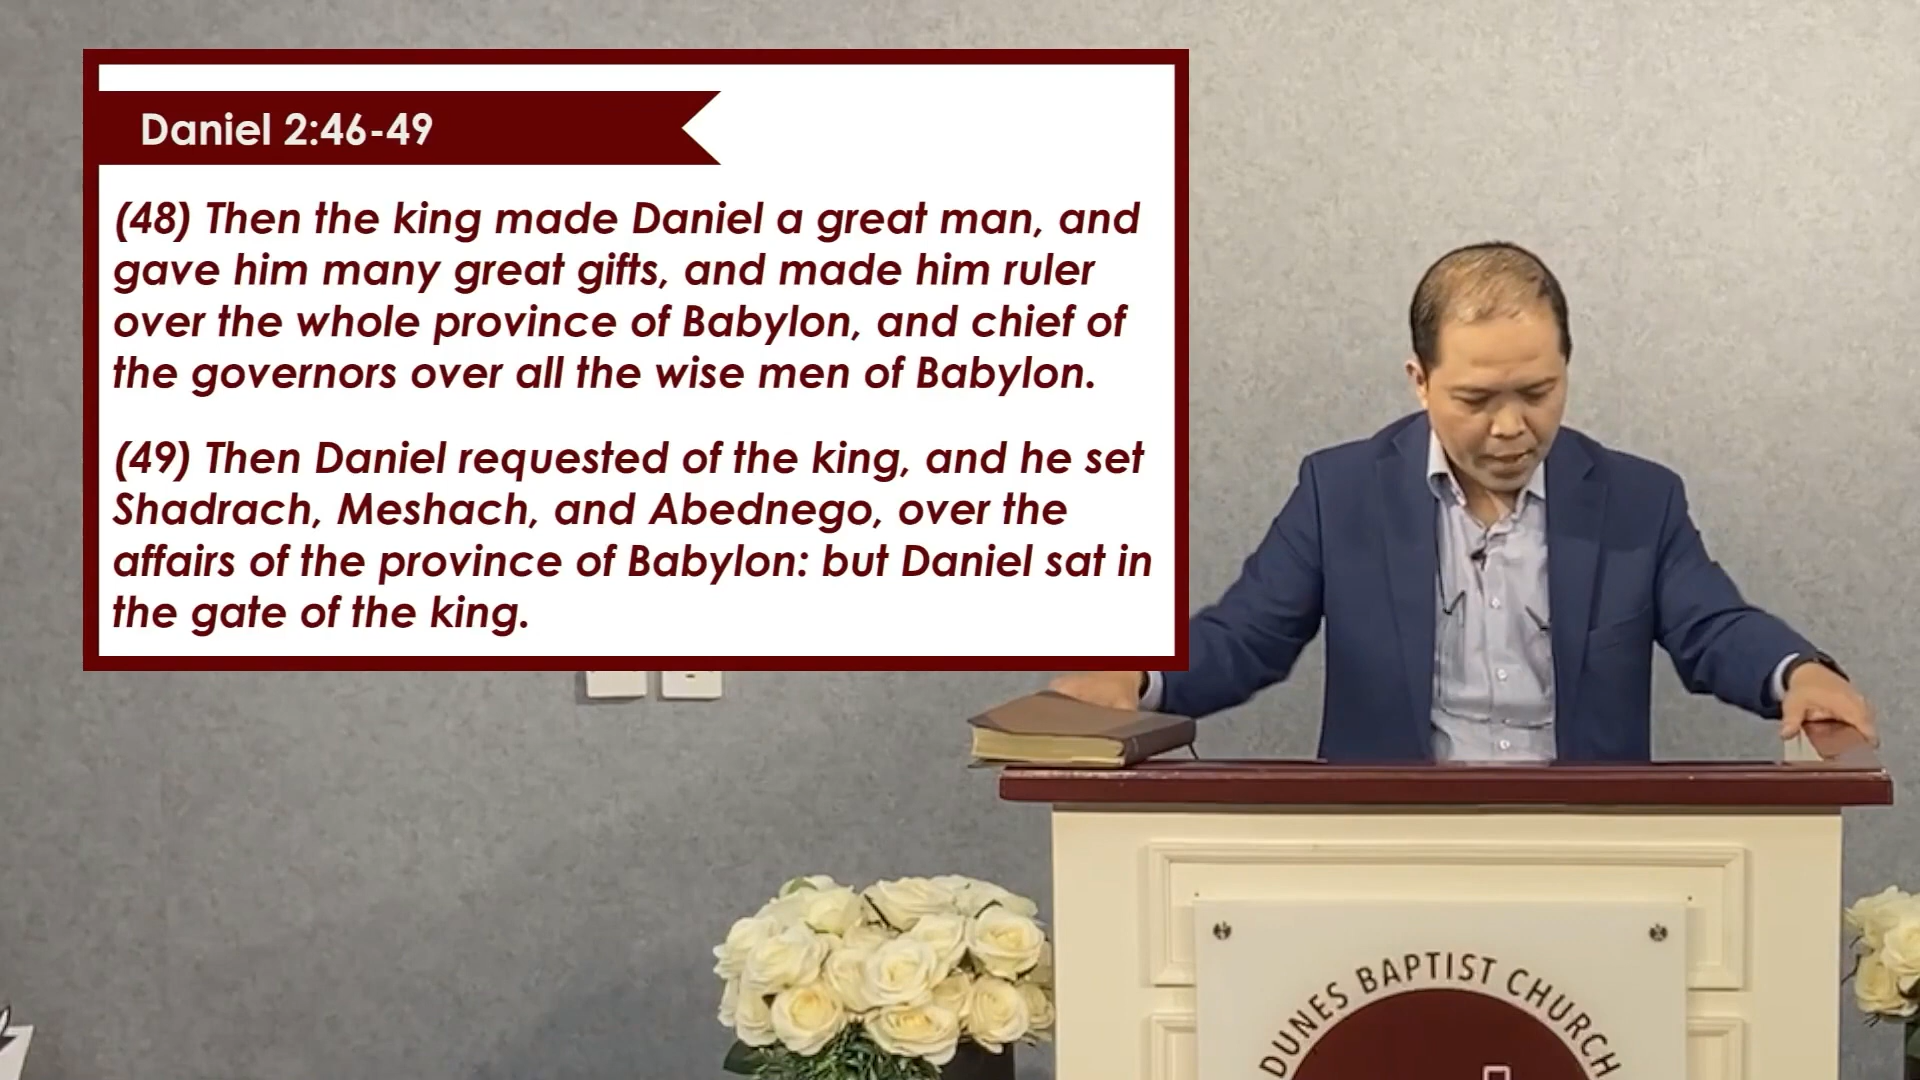 Daniel 2:46-49
(48) Then the king made Daniel a great man, and
gave him many great gifts, and made him ruler
over the whole province of Babylon, and chief of
the governors over all the wise men of Babylon.
(49) Then Daniel requested of the king, and he set
Shadrach, Meshach, and Abednego, over the
affairs of the province of Babylon: but Daniel sat in
the gate of the king.
DUNES BAPTIST CHURCH